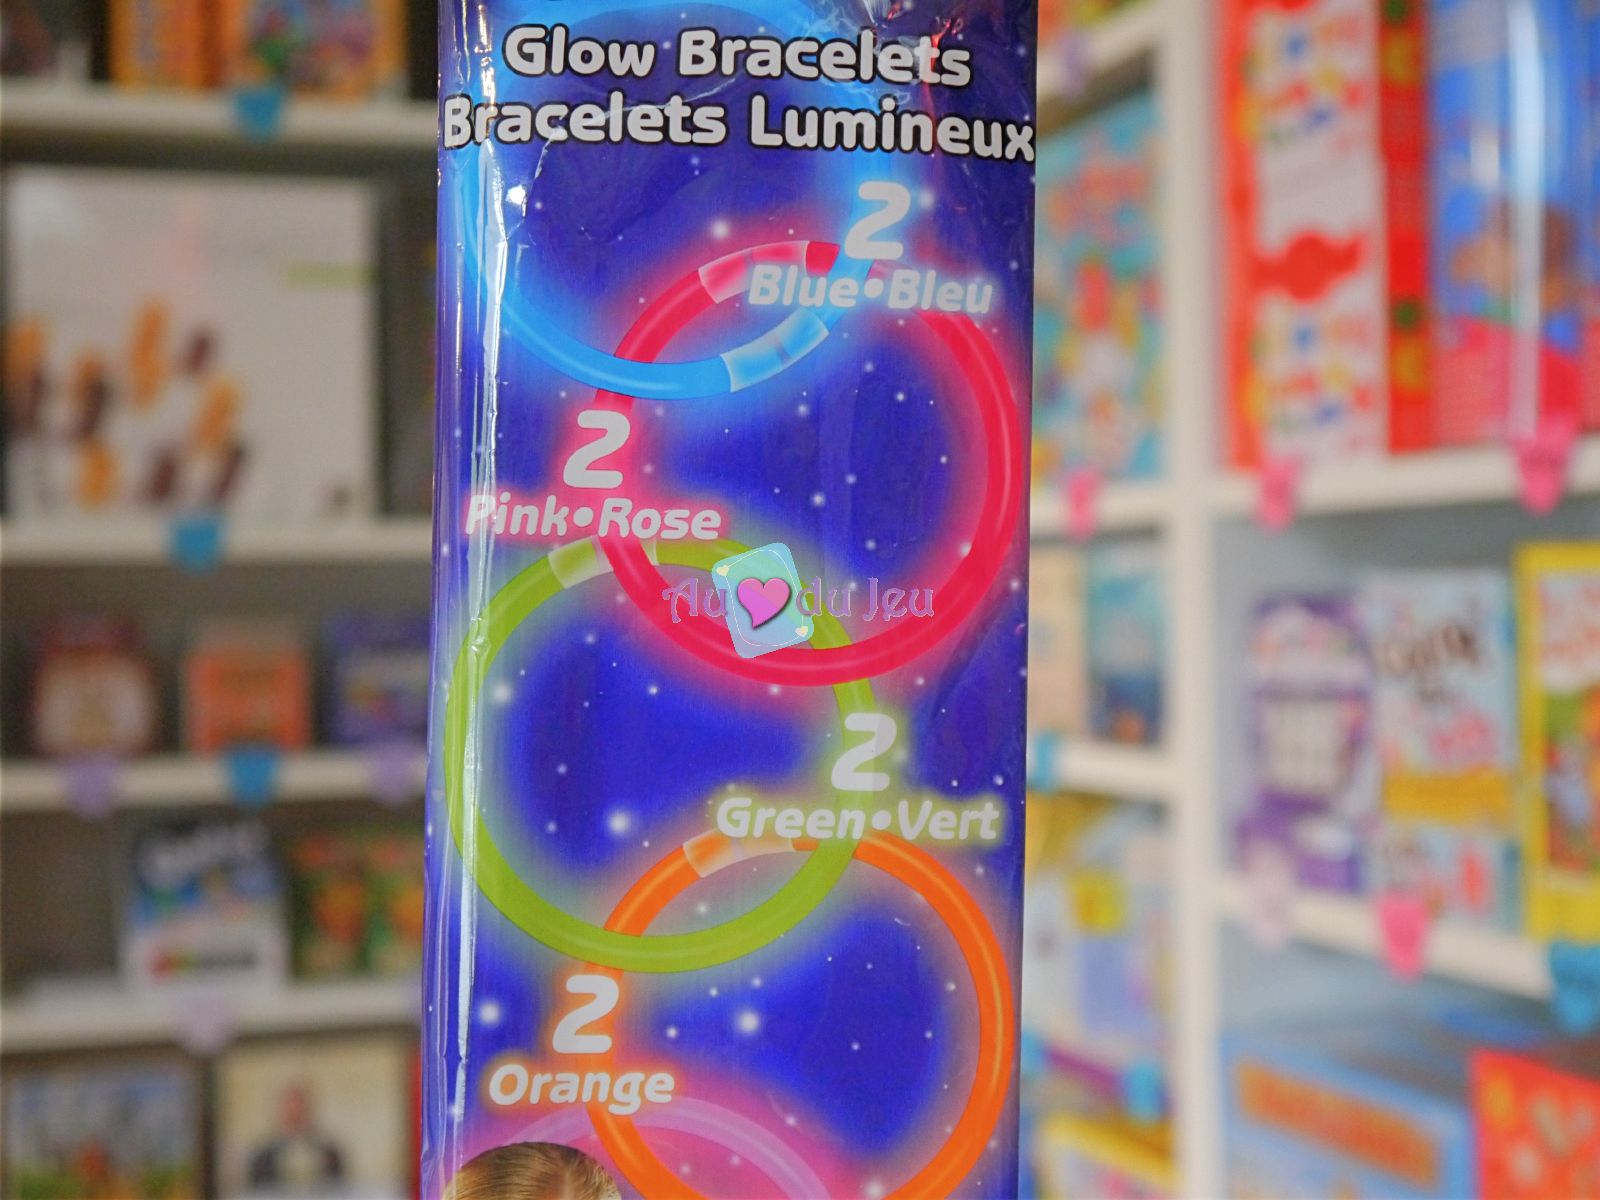 Glow Bracelets
Bracelets Lumineux
2
Blue•Bleu
2
Pink•Rose
Au du Jeu
2
Green•Vert
2
Orange